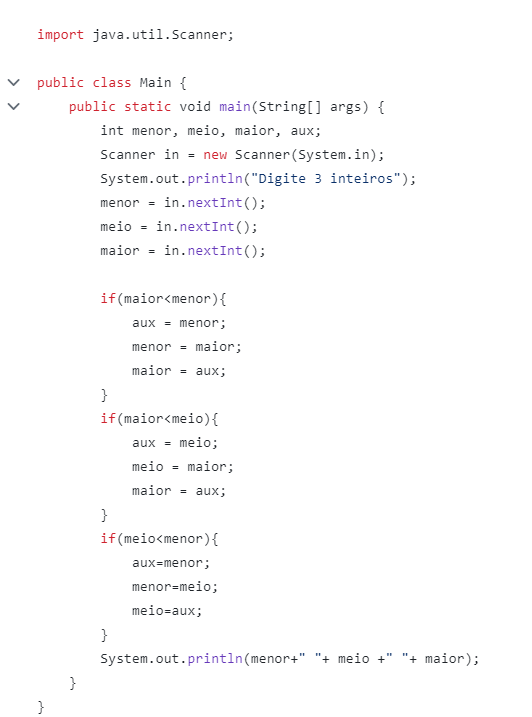 import java.util.Scanner;
public class Main {
public static void main(String[] args) {
int menor, meio, maior, aux;
Scanner in = new Scanner(System.in);
System.out.println("Digite 3 inteiros");
menor = in.nextInt();
meio = in.nextInt();
maior = in.nextInt();
if(maior<menor){
aux = menor;
menor = maior;
maior = aux;
}
if(maior<meio){
aux = meio;
meio = maior;
maior = aux;
}
if(meio<menor){
aux=menor;
menor=meio;
meio=aux;
}
System.out.println(menor+" "+ meio +" "+ maior);
}
}